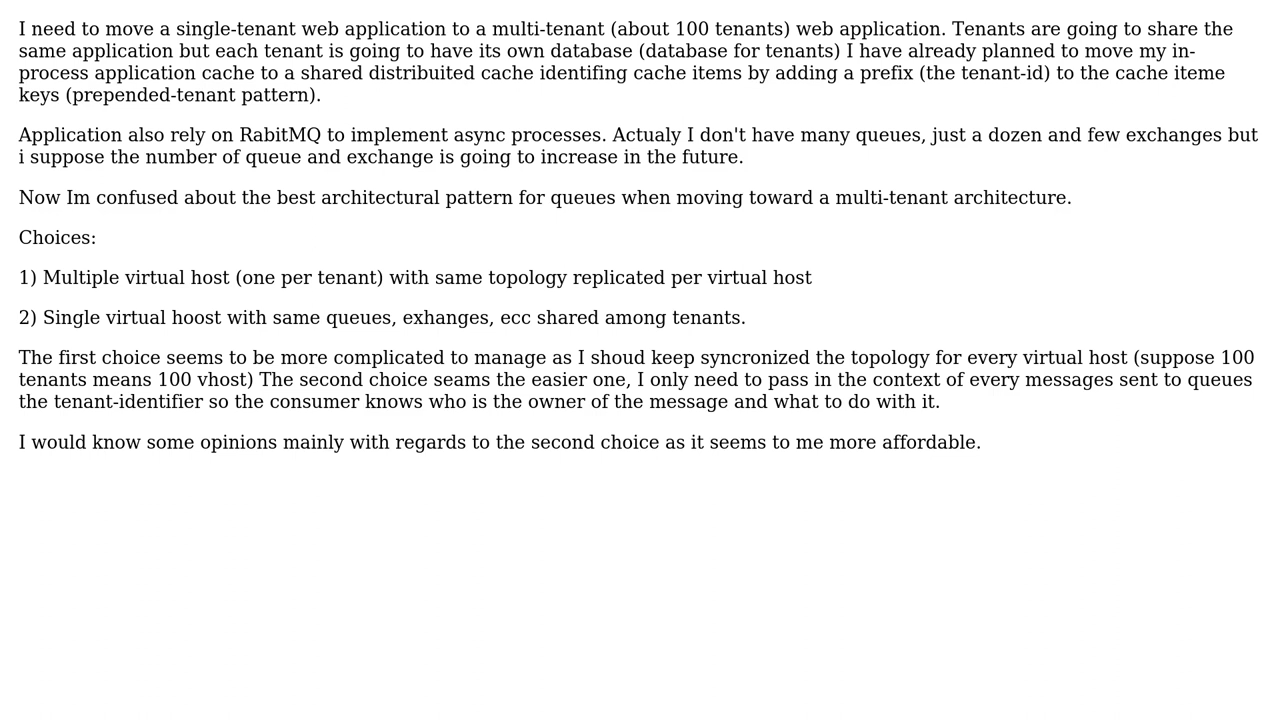 I need to move a single-tenant web application to a multi-tenant (about 100 tenants) web application. Tenants are going to share the
same application but each tenant is going to have its own database (database for tenants) I have already planned to move my in-
process application cache to a shared distribuited cache identifing cache items by adding a prefix (the tenant-id) to the cache iteme
keys (prepended-tenant pattern).
Application also rely on RabitMQ to implement async processes. Actualy I don't have many queues, just a dozen and few exchanges but
i suppose the number of queue and exchange is going to increase in the future.
Now Im confused about the best architectural pattern for queues when moving toward a multi-tenant architecture.
Choices:
1) Multiple virtual host (one per tenant) with same topology replicated per virtual host
2) Single virtual hoost with same queues, exhanges, ecc shared among tenants.
The first choice seems to be more complicated to manage as I shoud keep syncronized the topology for every virtual host (suppose 100
tenants means 100 vhost) The second choice seams the easier one, I only need to pass in the context of every messages sent to queues
the tenant-identifier so the consumer knows who is the owner of the message and what to do with it.
I would know some opinions mainly with regards to the second choice as it seems to me more affordable.